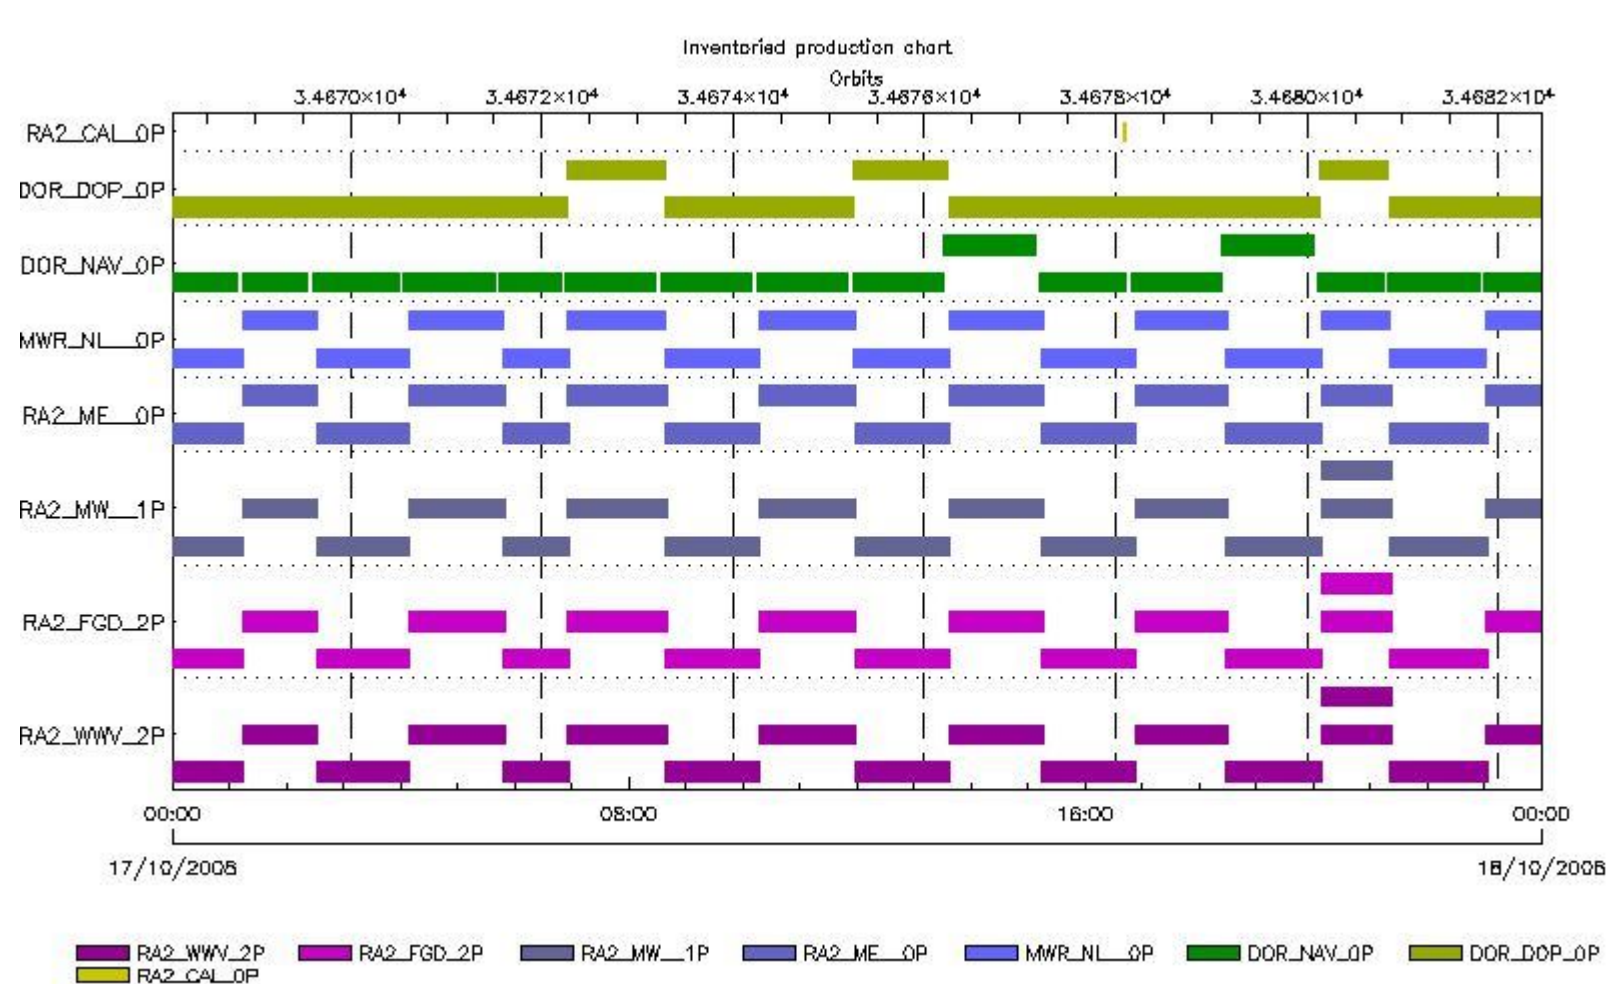 Inventoried production chart
Orbits
3.4670×10⁴ 3.4672×10⁴ 3.4674×10⁴ 3.4676×10⁴ 3.4678×10⁴ 3.4680×10⁴ 3.4682×10⁴
RA2_CAL_0P
DOR_DOP_0P
DOR_NAV_0P
MWR_NL__0P
RA2_ME__0P
RA2_MW__1P
RA2_FGD_2P
RA2_WWV_2P
00:00 08:00 16:00 00:00
17/10/2008 18/10/2008
RA2_WWV_2P RA2_FGD_2P RA2_MW__1P RA2_ME__0P MWR_NL__0P DOR_NAV_0P DOR_DOP_0P
RA2_CAL_0P